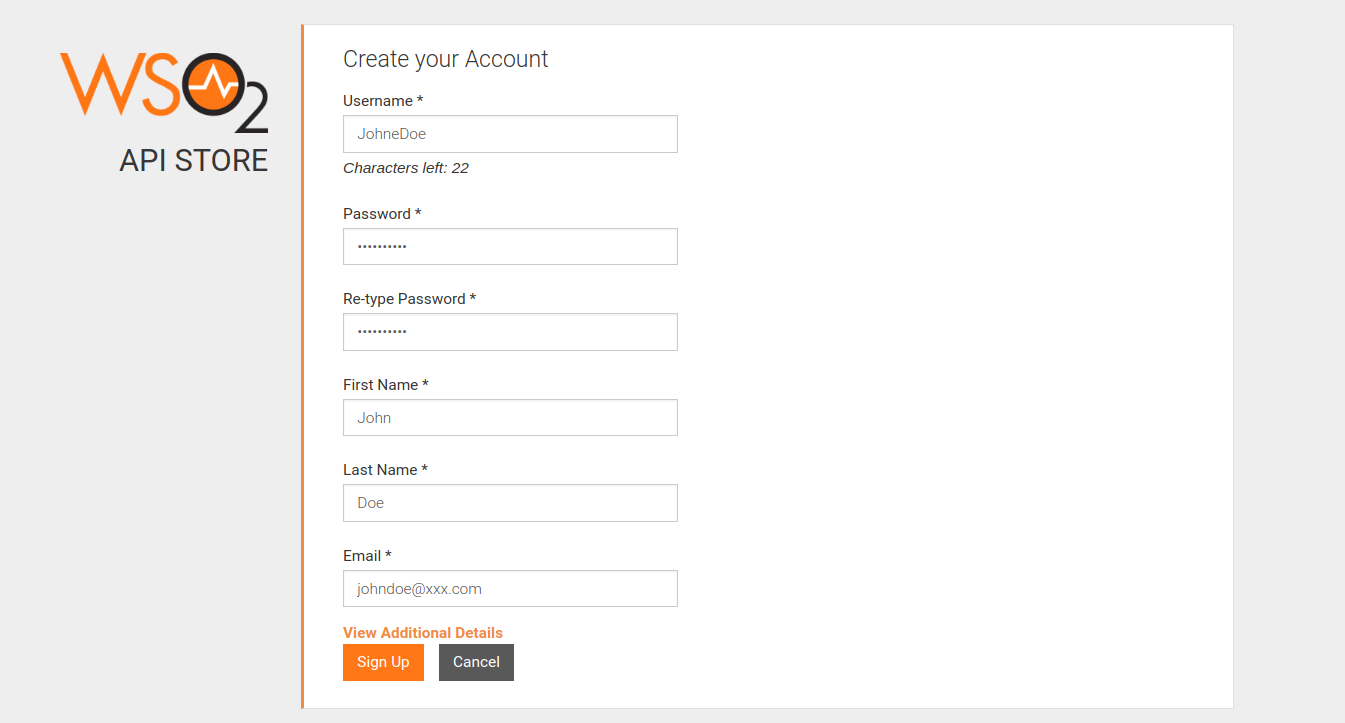 WSO2
API STORE
Create your Account
Username *
JohneDoe
Characters left: 22
Password *
••••••••••
Re-type Password *
••••••••••
First Name *
John
Last Name *
Doe
Email *
johndoe@xxx.com
View Additional Details
Sign Up Cancel